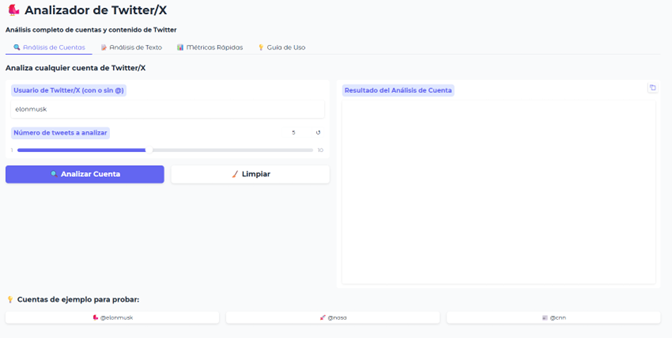 Analizador de Twitter/X
Análisis completo de cuentas y contenido de Twitter
Análisis de Cuentas
Análisis de Texto
Métricas Rápidas
Guía de Uso
Analiza cualquier cuenta de Twitter/X
Usuario de Twitter/X (con o sin @)
elonmusk
Número de tweets a analizar
5
1
10
Analizar Cuenta
Limpiar
Resultado del Análisis de Cuenta
Cuentas de ejemplo para probar:
@elonmusk
@nasa
@cnn